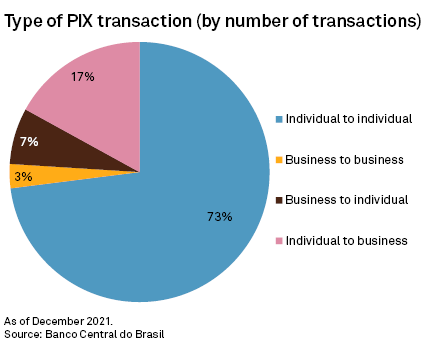 Type of PIX transaction (by number of transactions)
17%
7%
3%
73%
Individual to individual
Business to business
Business to individual
Individual to business
As of December 2021.
Source: Banco Central do Brasil